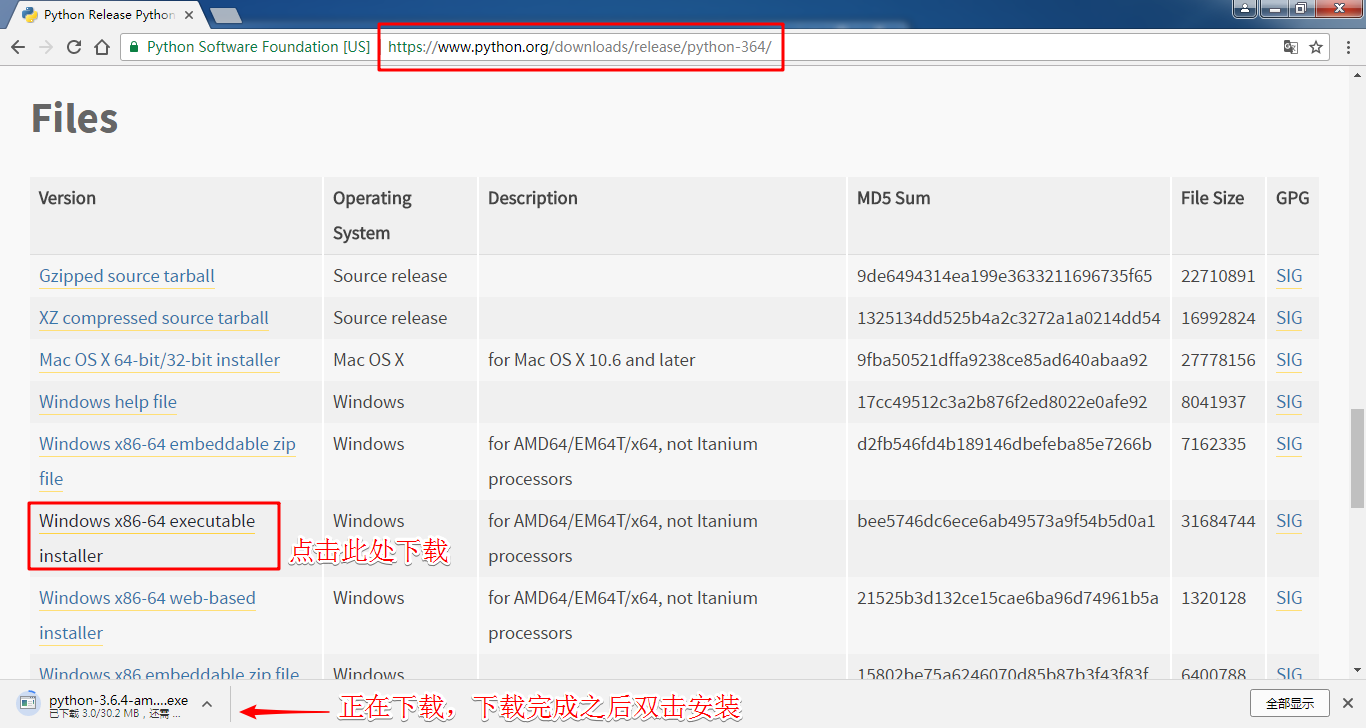 Python Release Python
Python Software Foundation [US]
https://www.python.org/downloads/release/python-364/
Files
Version
Operating
System
Description
MD5 Sum
File Size
GPG
Gzipped source tarball
Source release
9de6494314ea199e3633211696735f65
22710891
SIG
XZ compressed source tarball
Source release
1325134dd525b4a2c3272a1a0214dd54
16992824
SIG
Mac OS X 64-bit/32-bit installer
Mac OS X
for Mac OS X 10.6 and later
9fba50521dffa9238ce85ad640abaa92
27778156
SIG
Windows help file
Windows
17cc49512c3a2b876f2ed8022e0afe92
8041937
SIG
Windows x86-64 embeddable zip
file
Windows
for AMD64/EM64T/x64, not Itanium
processors
d2fb546fd4b189146dbefeba85e7266b
7162335
SIG
Windows x86-64 executable
installer
点击此处下载
Windows
for AMD64/EM64T/x64, not Itanium
processors
bee5746dc6ece6ab49573a9f54b5d0a1
31684744
SIG
Windows x86-64 web-based
installer
Windows
for AMD64/EM64T/x64, not Itanium
processors
21525b3d132ce15cae6ba96d74961b5a
1320128
SIG
Windows x86 embeddable zip file
Windows
15802be75a6246070d85b87b3f43f83f
6400788
SIG
python-3.6.4-am....exe
已下载 3.0/30.2 MB，还需 ...
正在下载，下载完成之后双击安装
全部显示